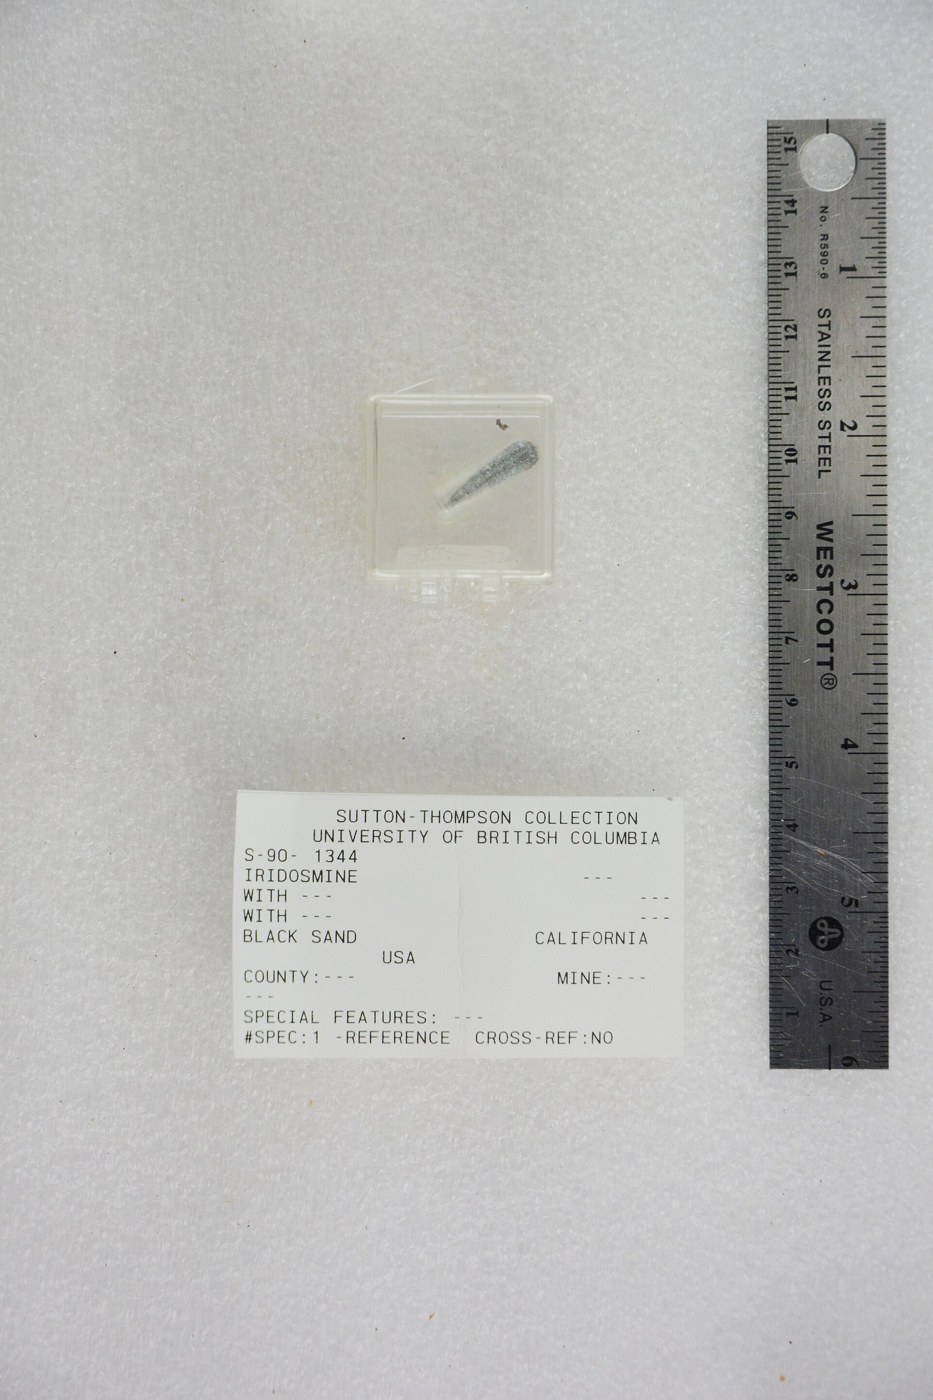 SUTTON-THOMPSON COLLECTION
UNIVERSITY OF BRITISH COLUMBIA
S-90- 1344
IRIDOSMINE ---
WITH --- ---
WITH --- ---
BLACK SAND CALIFORNIA
USA
COUNTY:--- MINE:---
---
SPECIAL FEATURES: ---
#SPEC:1 -REFERENCE CROSS-REF:NO
No. R590-6 STAINLESS STEEL WESTCOTT® U.S.A.
1 2 3 4 5 6
15 14 13 12 11 10 9 8 7 6 5 4 3 2 1